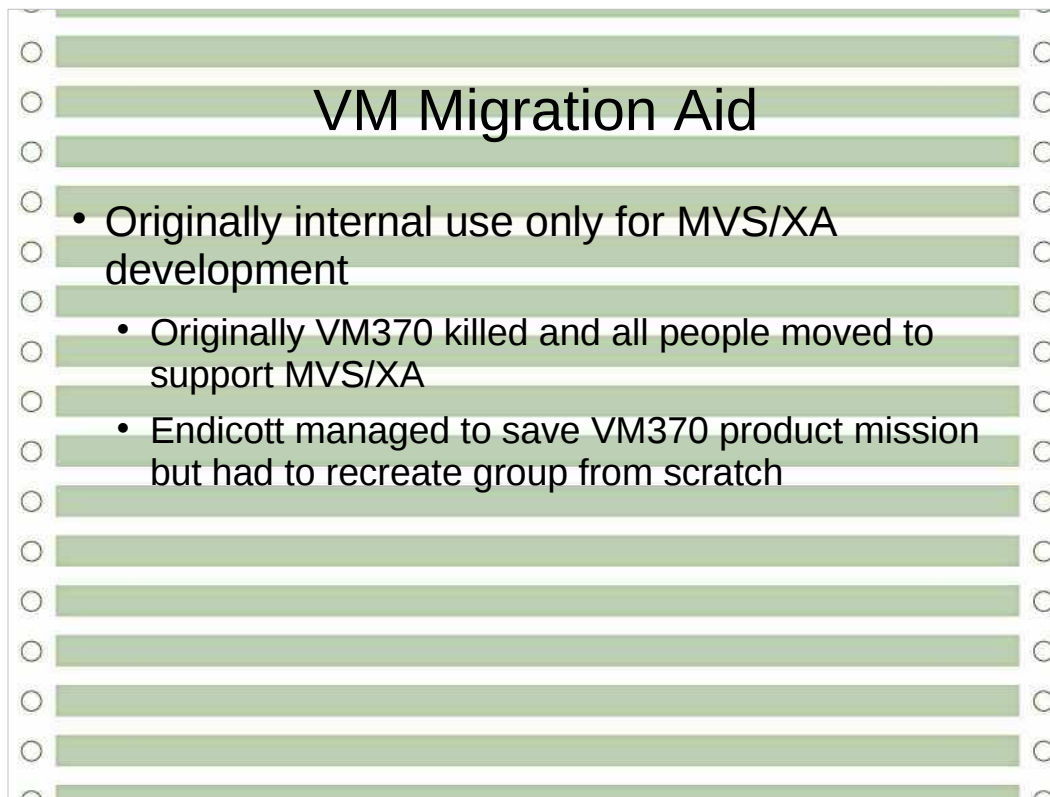 VM Migration Aid
• Originally internal use only for MVS/XA
development
• Originally VM370 killed and all people moved to
support MVS/XA
• Endicott managed to save VM370 product mission
but had to recreate group from scratch